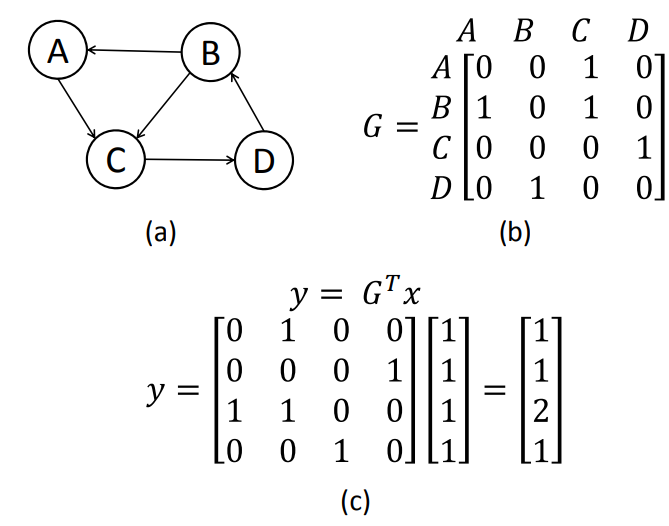 A B
C D
(a)
A B C D
G =
A [0 0 1 0]
B [1 0 1 0]
C [0 0 0 1]
D [0 1 0 0]
(b)
y = Gᵀx
y = [0 1 0 0] [1] = [1]
[0 0 0 1] [1] [1]
[1 1 0 0] [1] [2]
[0 0 1 0] [1] [1]
(c)